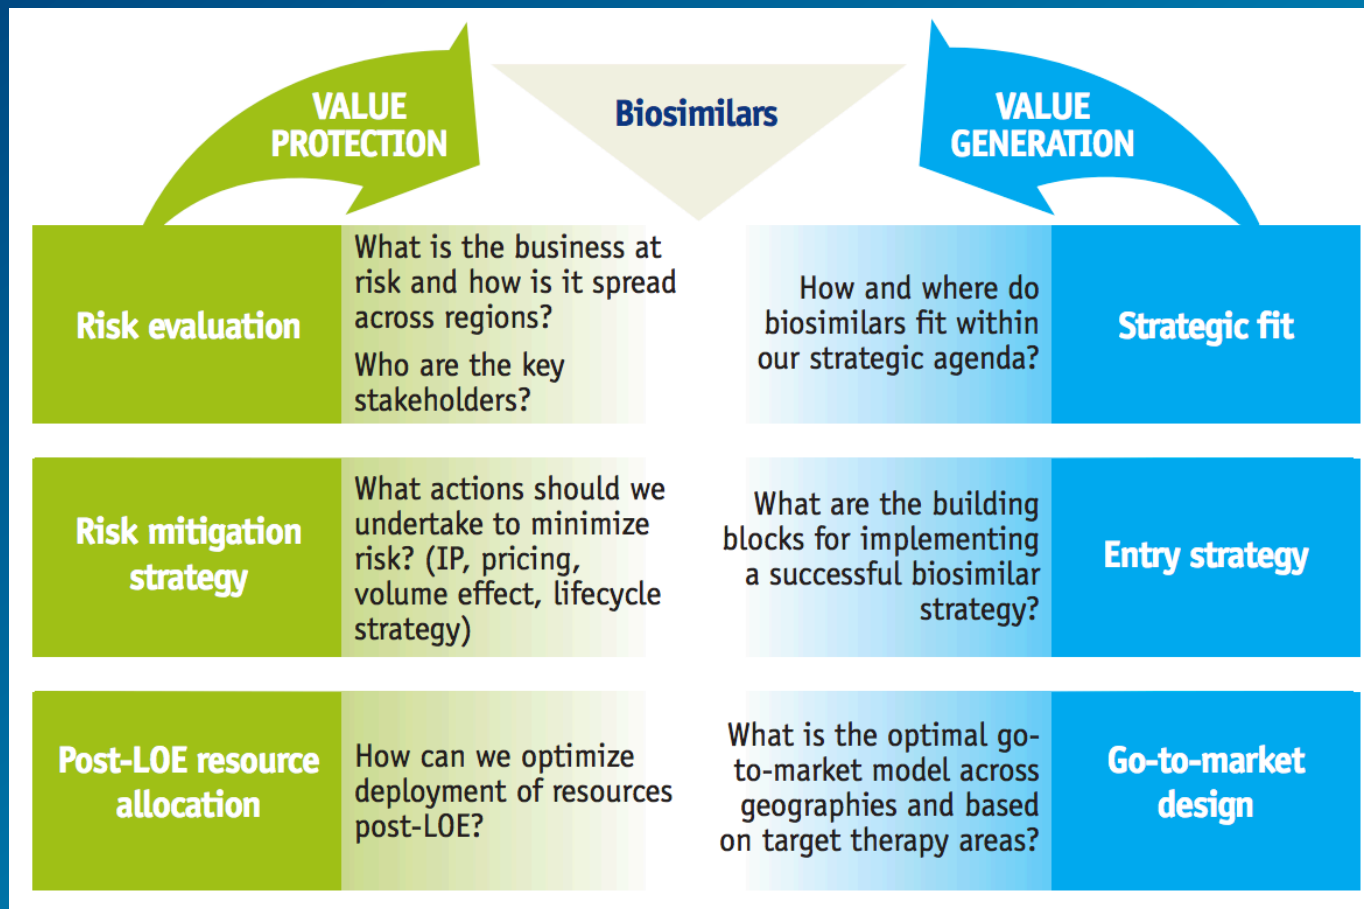 VALUE
PROTECTION
Biosimilars
VALUE
GENERATION
Risk evaluation
What is the business at
risk and how is it spread
across regions?
Who are the key
stakeholders?
How and where do
biosimilars fit within
our strategic agenda?
Strategic fit
Risk mitigation
strategy
What actions should we
undertake to minimize
risk? (IP, pricing,
volume effect, lifecycle
strategy)
What are the building
blocks for implementing
a successful biosimilar
strategy?
Entry strategy
Post-LOE resource
allocation
How can we optimize
deployment of resources
post-LOE?
What is the optimal go-
to-market model across
geographies and based
on target therapy areas?
Go-to-market
design